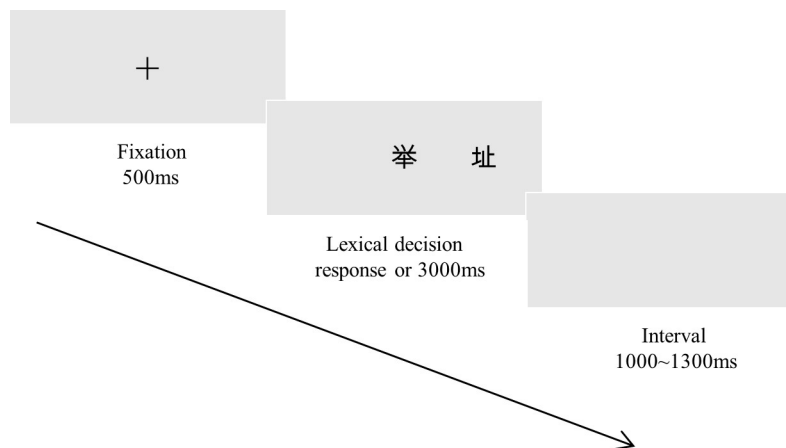 Fixation
500ms
举 址
Lexical decision
response or 3000ms
Interval
1000~1300ms